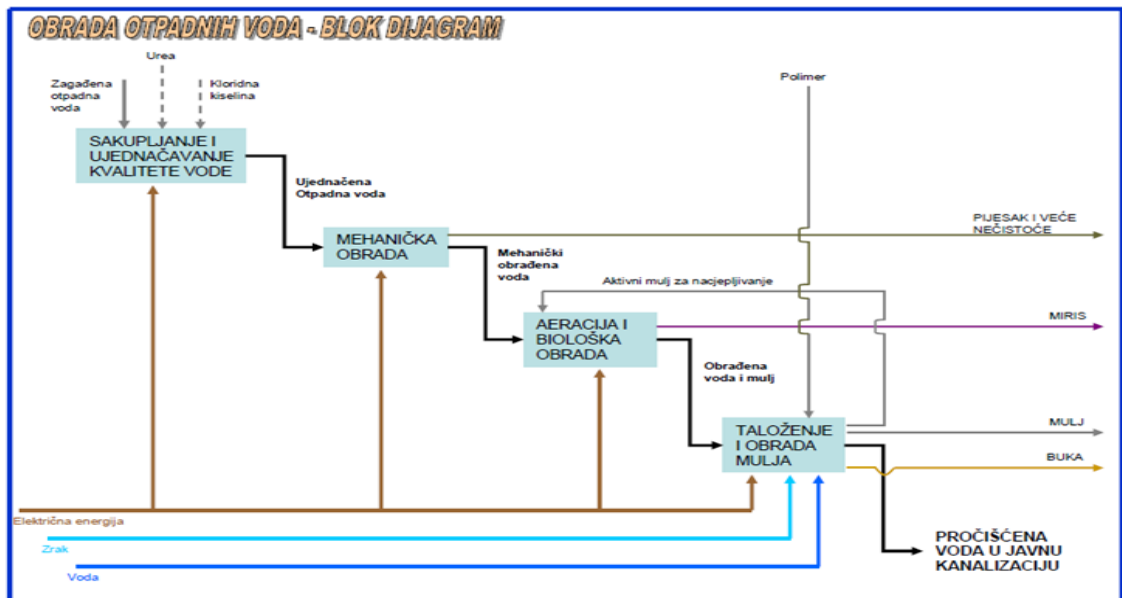 OBRADA OTPADNIH VODA - BLOK DIJAGRAM
Urea
Zagađena
otpadna
voda
Kloridna
kiselina
Polimer
SAKUPLJANJE I
UJEDNAČAVANJE
KVALITETE VODE
Ujednačena
Otpadna voda
MEHANIČKA
OBRADA
PIJESAK I VEĆE
NEČISTOĆE
Mehanički
obrađena
voda
Aktivni mulj za nacjepljivanje
AERACIJA I
BIOLOŠKA
OBRADA
MIRIS
Obrađena
voda i mulj
TALOŽENJE
I OBRADA
MULJA
MULJ
BUKA
Električna energija
Zrak
Voda
PROČIŠĆENA
VODA U JAVNU
KANALIZACIJU